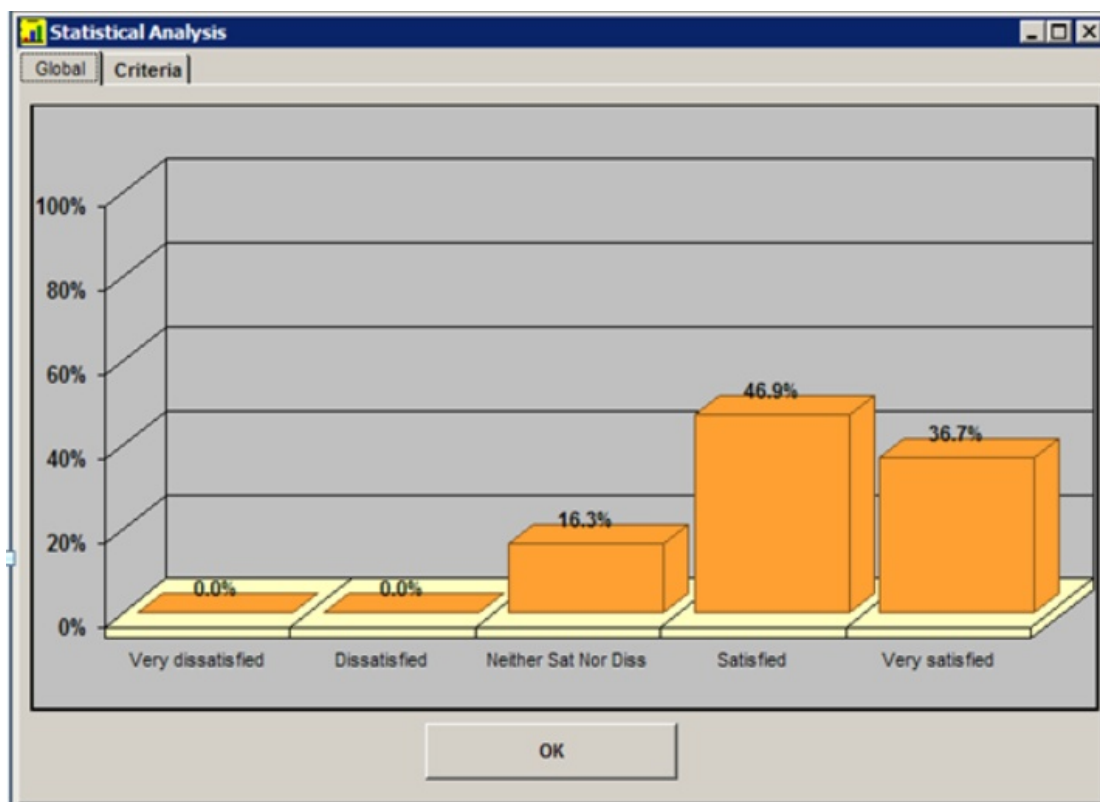 Statistical Analysis
Global Criteria
100%
80%
60%
40%
20%
0%
0.0% 0.0% 16.3% 46.9% 36.7%
Very dissatisfied Dissatisfied Neither Sat Nor Diss Satisfied Very satisfied
OK